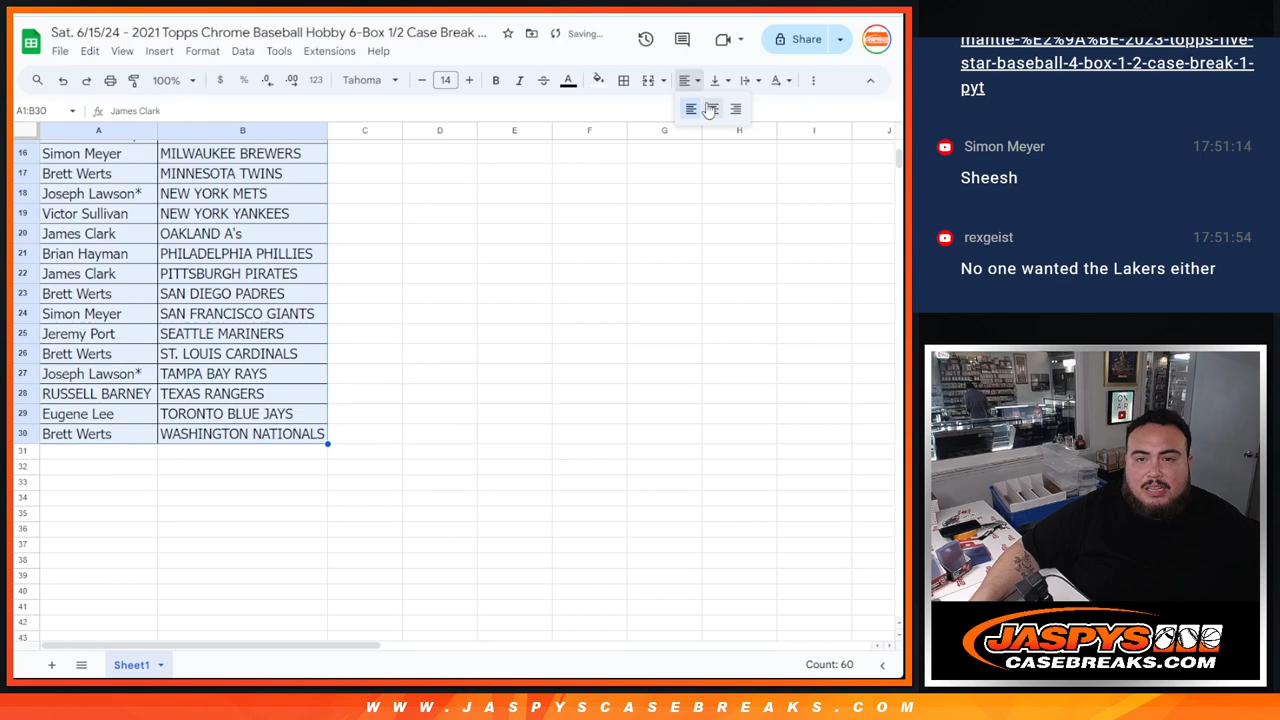 Sat. 6/15/24 - 2021 Topps Chrome Baseball Hobby 6-Box 1/2 Case Break ...
Saving...
Share
File Edit View Insert Format Data Tools Extensions Help
100% $ % .0 .00 123 Tahoma 14 B I A
A1:B30 James Clark
A B C D E F G H I J
16 Simon Meyer MILWAUKEE BREWERS
17 Brett Werts MINNESOTA TWINS
18 Joseph Lawson* NEW YORK METS
19 Victor Sullivan NEW YORK YANKEES
20 James Clark OAKLAND A's
21 Brian Hayman PHILADELPHIA PHILLIES
22 James Clark PITTSBURGH PIRATES
23 Brett Werts SAN DIEGO PADRES
24 Simon Meyer SAN FRANCISCO GIANTS
25 Jeremy Port SEATTLE MARINERS
26 Brett Werts ST. LOUIS CARDINALS
27 Joseph Lawson* TAMPA BAY RAYS
28 RUSSELL BARNEY TEXAS RANGERS
29 Eugene Lee TORONTO BLUE JAYS
30 Brett Werts WASHINGTON NATIONALS
31
32
33
34
35
36
37
38
39
40
41
42
43
Sheet1
Count: 60
mantle-%E2%9A%BE-2023-topps-five-
star-baseball-4-box-1-2-case-break-1-
pyt
Simon Meyer 17:51:14
Sheesh
rexgeist 17:51:54
No one wanted the Lakers either
ON
AIR
JASPYS
CASEBREAKS.COM
WWW.JASPYSCASEBREAKS.COM